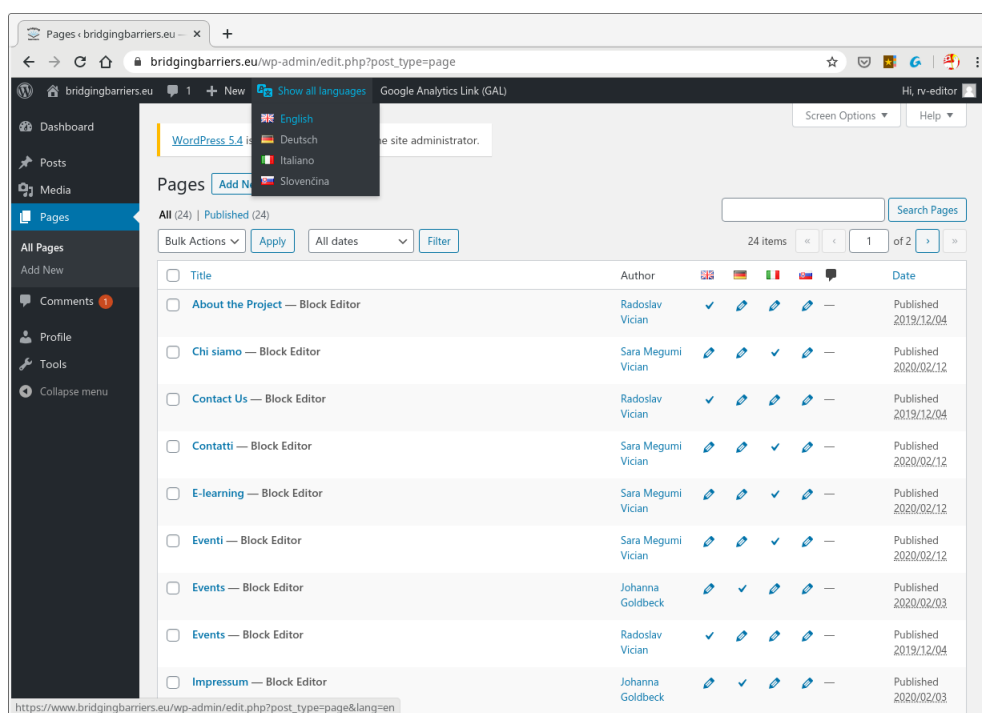 Pages ‹ bridgingbarriers.eu —
bridgingbarriers.eu/wp-admin/edit.php?post_type=page
bridgingbarriers.eu 1 + New Show all languages Google Analytics Link (GAL) Hi, rv-editor
English
Deutsch
Italiano
Slovenčina
Screen Options ▼ Help ▼
Dashboard
Posts
Media
Pages
All Pages
Add New
Comments 1
Profile
Tools
Collapse menu
WordPress 5.4 is
e site administrator.
Pages Add N
All (24) | Published (24)
Search Pages
Bulk Actions Apply All dates Filter 24 items « ‹ 1 of 2 › »
Title Author Date
About the Project — Block Editor Radoslav Vician — Published 2019/12/04
Chi siamo — Block Editor Sara Megumi Vician — Published 2020/02/12
Contact Us — Block Editor Radoslav Vician — Published 2019/12/04
Contatti — Block Editor Sara Megumi Vician — Published 2020/02/12
E-learning — Block Editor Sara Megumi Vician — Published 2020/02/12
Eventi — Block Editor Sara Megumi Vician — Published 2020/02/12
Events — Block Editor Johanna Goldbeck — Published 2020/02/03
Events — Block Editor Radoslav Vician — Published 2019/12/04
Impressum — Block Editor Johanna Goldbeck — Published 2020/02/03
https://www.bridgingbarriers.eu/wp-admin/edit.php?post_type=page&lang=en